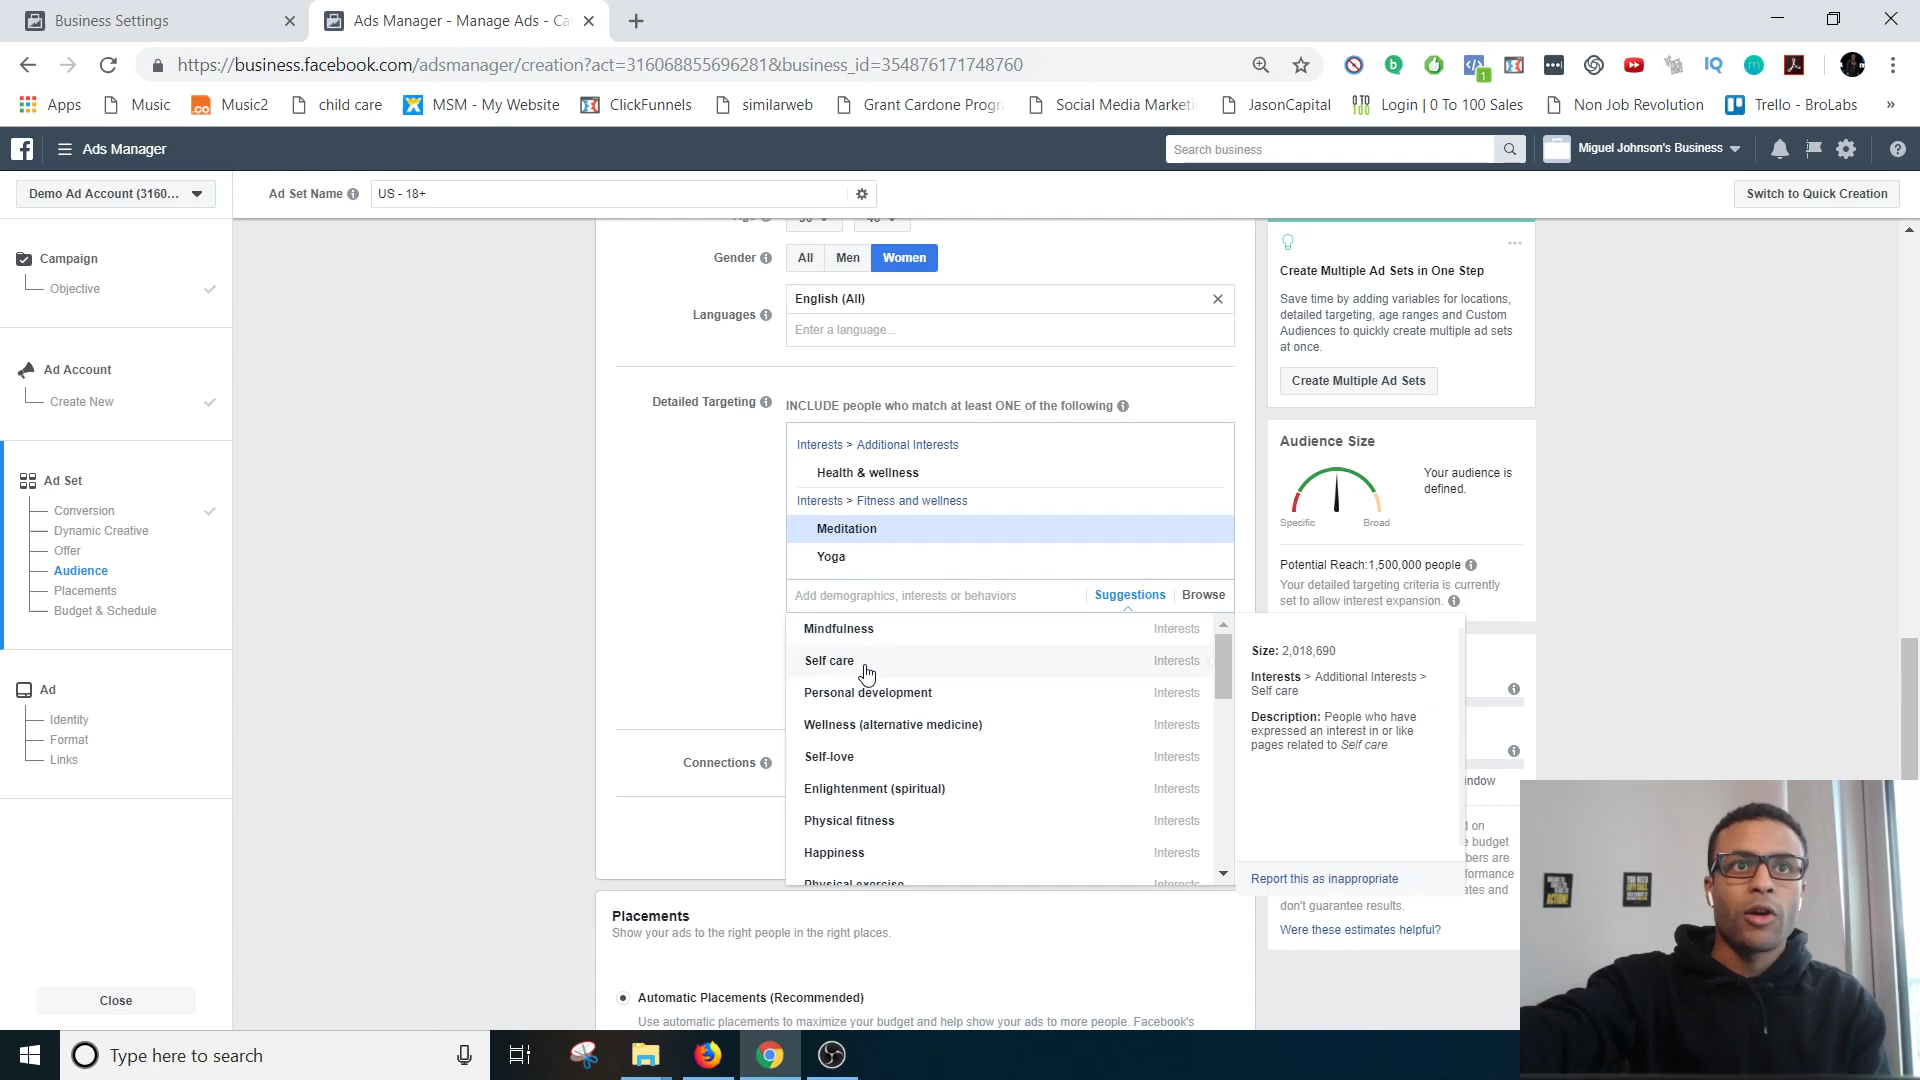 Business Settings
Ads Manager - Manage Ads - Ca
https://business.facebook.com/adsmanager/creation?act=316068855696281&business_id=354876171748760
Apps
Music
Music2
child care
MSM - My Website
ClickFunnels
similarweb
Grant Cardone Progra
Social Media Marketi
JasonCapital
Login | 0 To 100 Sales
Non Job Revolution
Trello - BroLabs
»
Ads Manager
Search business
Miguel Johnson's Business
Demo Ad Account (3160...
Ad Set Name
US - 18+
Switch to Quick Creation
Campaign
Objective
Ad Account
Create New
Ad Set
Conversion
Dynamic Creative
Offer
Audience
Placements
Budget & Schedule
Ad
Identity
Format
Links
Close
Gender
All
Men
Women
Languages
English (All)
Enter a language...
Detailed Targeting
INCLUDE people who match at least ONE of the following
Interests > Additional Interests
Health & wellness
Interests > Fitness and wellness
Meditation
Yoga
Add demographics, interests or behaviors
Suggestions
Browse
Mindfulness Interests
Self care Interests
Personal development Interests
Wellness (alternative medicine) Interests
Self-love Interests
Enlightenment (spiritual) Interests
Physical fitness Interests
Happiness Interests
Physical exercise Interests
Connections
Size: 2,018,690
Interests > Additional Interests >
Self care
Description: People who have
expressed an interest in or like
pages related to Self care
Report this as inappropriate
Create Multiple Ad Sets in One Step
Save time by adding variables for locations,
detailed targeting, age ranges and Custom
Audiences to quickly create multiple ad sets
at once.
Create Multiple Ad Sets
Audience Size
Your audience is
defined.
Specific
Broad
Potential Reach:1,500,000 people
Your detailed targeting criteria is currently
set to allow interest expansion.
don't guarantee results.
Were these estimates helpful?
Placements
Show your ads to the right people in the right places.
Automatic Placements (Recommended)
Use automatic placements to maximize your budget and help show your ads to more people. Facebook's
Type here to search